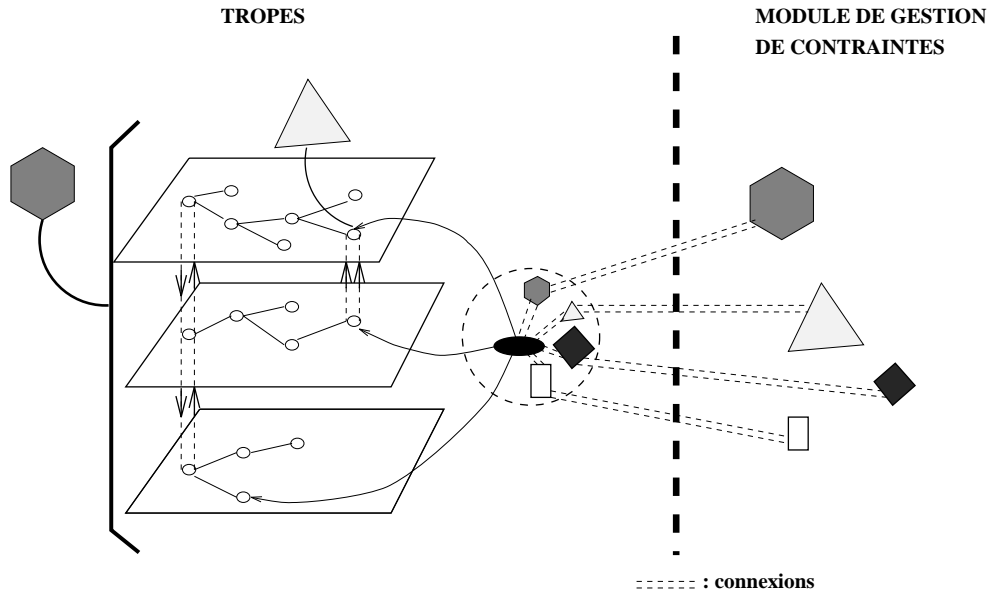 TROPES
MODULE DE GESTION
DE CONTRAINTES
: connexions